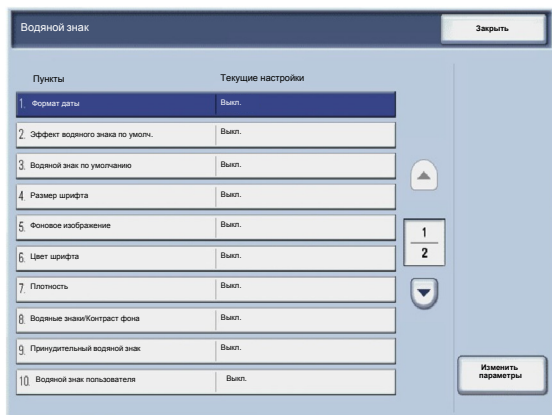 Водяной знак
Закрыть
Пункты Текущие настройки
1. Формат даты Выкл.
2. Эффект водяного знака по умолч. Выкл.
3. Водяной знак по умолчанию Выкл.
4. Размер шрифта Выкл.
5. Фоновое изображение Выкл.
6. Цвет шрифта Выкл.
7. Плотность Выкл.
8. Водяные знаки/Контраст фона Выкл.
9. Принудительный водяной знак Выкл.
10. Водяной знак пользователя Выкл.
1
2
Изменить
параметры